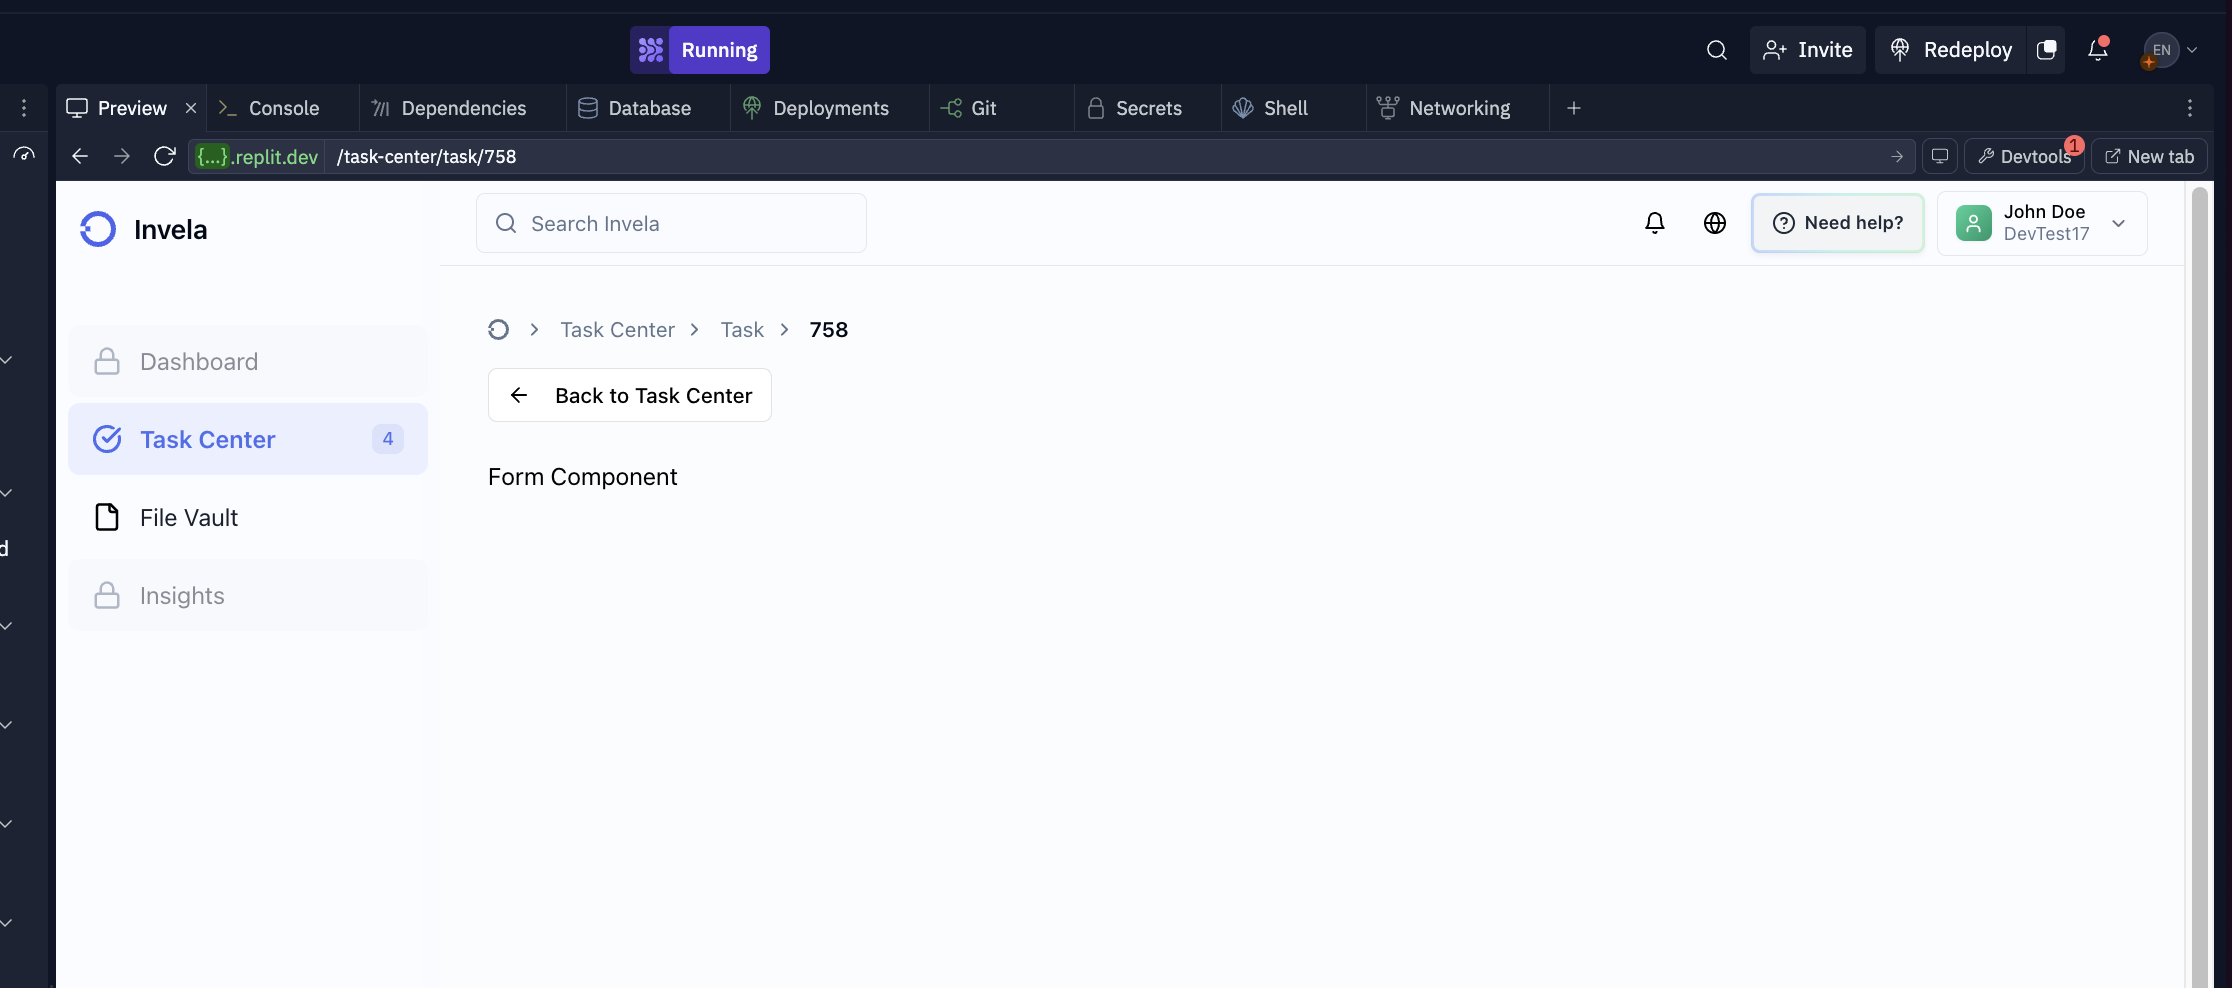 Running
Invite
Redeploy
EN
Preview
Console
Dependencies
Database
Deployments
Git
Secrets
Shell
Networking
{...}.replit.dev
/task-center/task/758
Devtools
1
New tab
Invela
Search Invela
Need help?
John Doe
DevTest17
Task Center
Task
758
Dashboard
Back to Task Center
Task Center
4
Form Component
File Vault
d
Insights